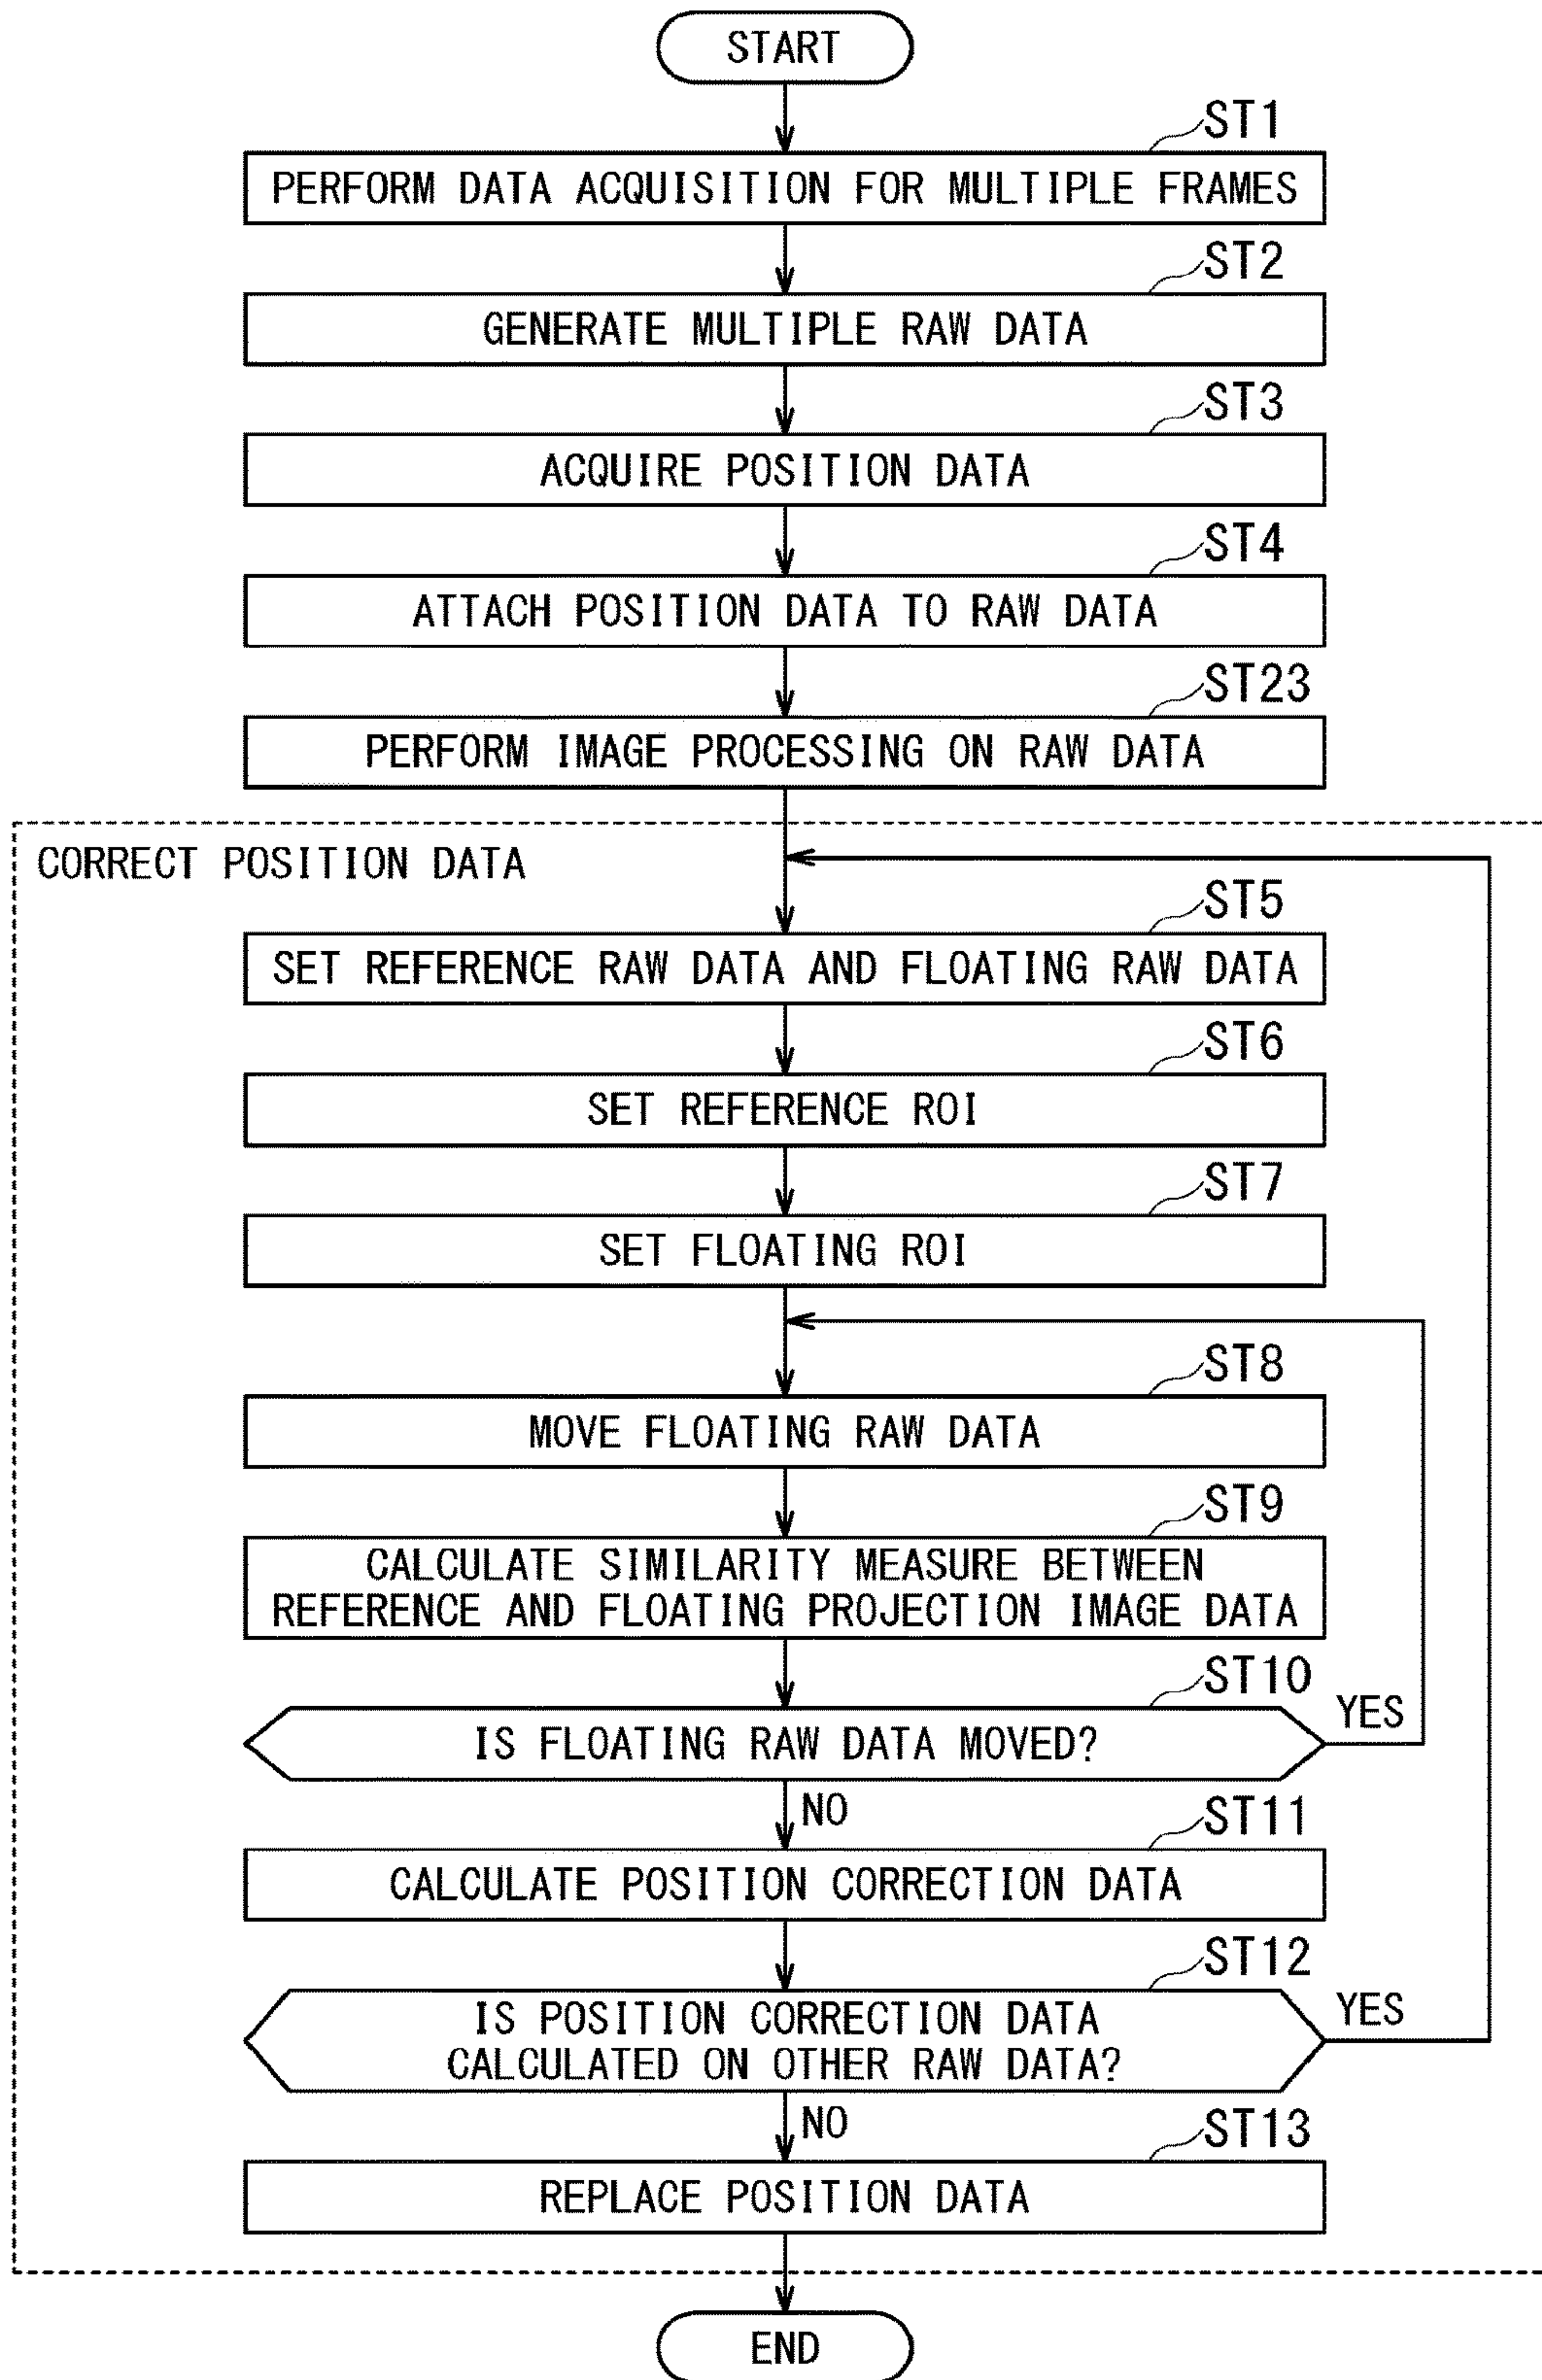 START
ST1
PERFORM DATA ACQUISITION FOR MULTIPLE FRAMES
ST2
GENERATE MULTIPLE RAW DATA
ST3
ACQUIRE POSITION DATA
ST4
ATTACH POSITION DATA TO RAW DATA
ST23
PERFORM IMAGE PROCESSING ON RAW DATA
CORRECT POSITION DATA
ST5
SET REFERENCE RAW DATA AND FLOATING RAW DATA
ST6
SET REFERENCE ROI
ST7
SET FLOATING ROI
ST8
MOVE FLOATING RAW DATA
ST9
CALCULATE SIMILARITY MEASURE BETWEEN
REFERENCE AND FLOATING PROJECTION IMAGE DATA
ST10
IS FLOATING RAW DATA MOVED?
YES
NO
ST11
CALCULATE POSITION CORRECTION DATA
ST12
IS POSITION CORRECTION DATA
CALCULATED ON OTHER RAW DATA?
YES
NO
ST13
REPLACE POSITION DATA
END